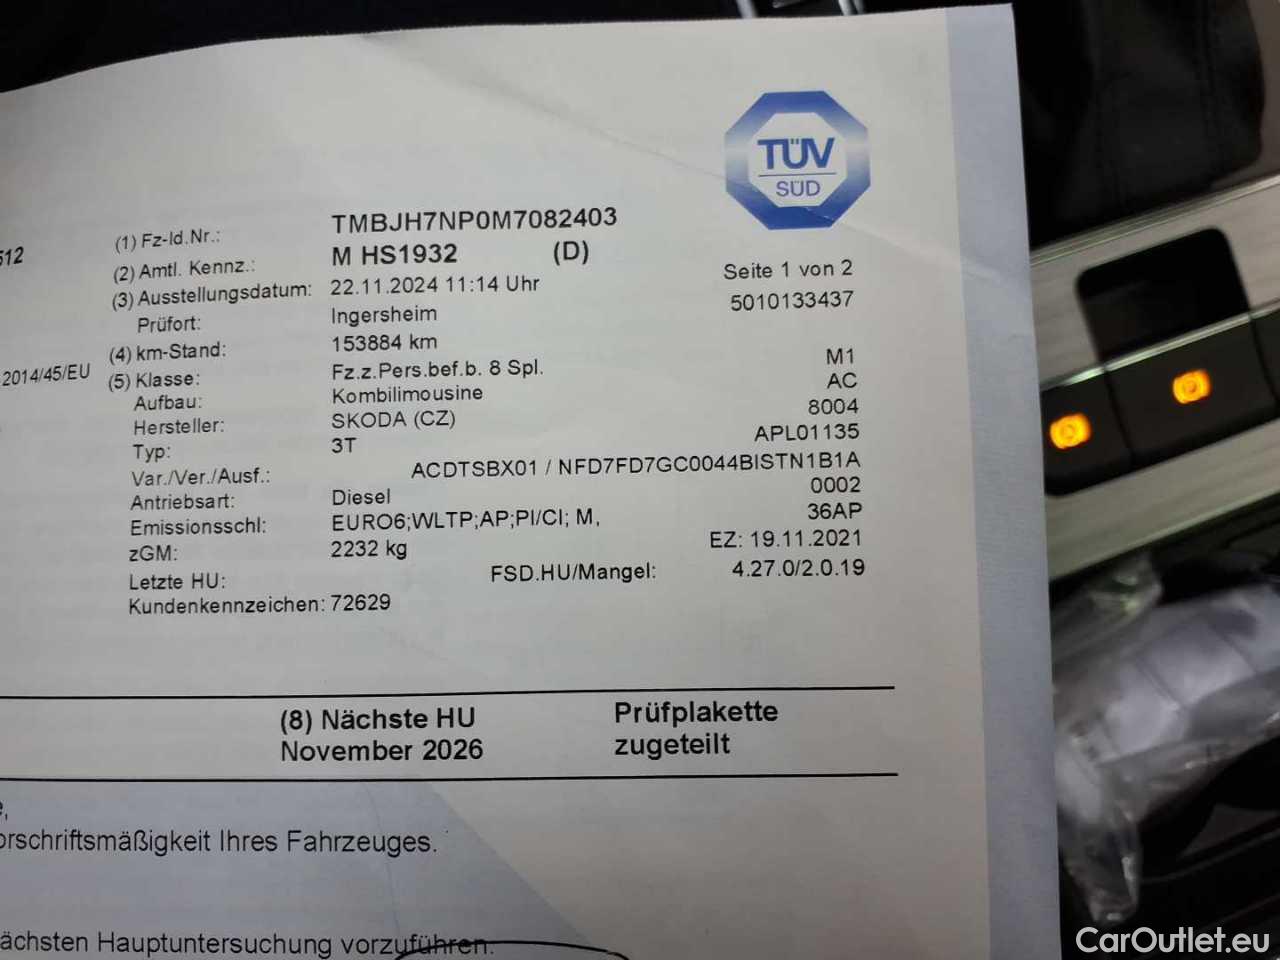 TÜV
SÜD
512
(1) Fz-Id.Nr.: TMBJH7NP0M7082403
(2) Amtl. Kennz.: M HS1932 (D)
(3) Ausstellungsdatum: 22.11.2024 11:14 Uhr Seite 1 von 2
Prüfort: Ingersheim 5010133437
(4) km-Stand: 153884 km
2014/45/EU (5) Klasse: Fz.z.Pers.bef.b. 8 Spl. M1
Aufbau: Kombilimousine AC
Hersteller: SKODA (CZ) 8004
Typ: 3T APL01135
Var./Ver./Ausf.: ACDTSBX01 / NFD7FD7GC0044BISTN1B1A
Antriebsart: Diesel 0002
Emissionsschl: EURO6;WLTP;AP;PI/CI; M, 36AP
zGM: 2232 kg EZ: 19.11.2021
Letzte HU: FSD.HU/Mangel: 4.27.0/2.0.19
Kundenkennzeichen: 72629
(8) Nächste HU Prüfplakette
November 2026 zugeteilt
e,
orschriftsmäßigkeit Ihres Fahrzeuges.
ächsten Hauptuntersuchung vorzuführen.
CarOutlet.eu